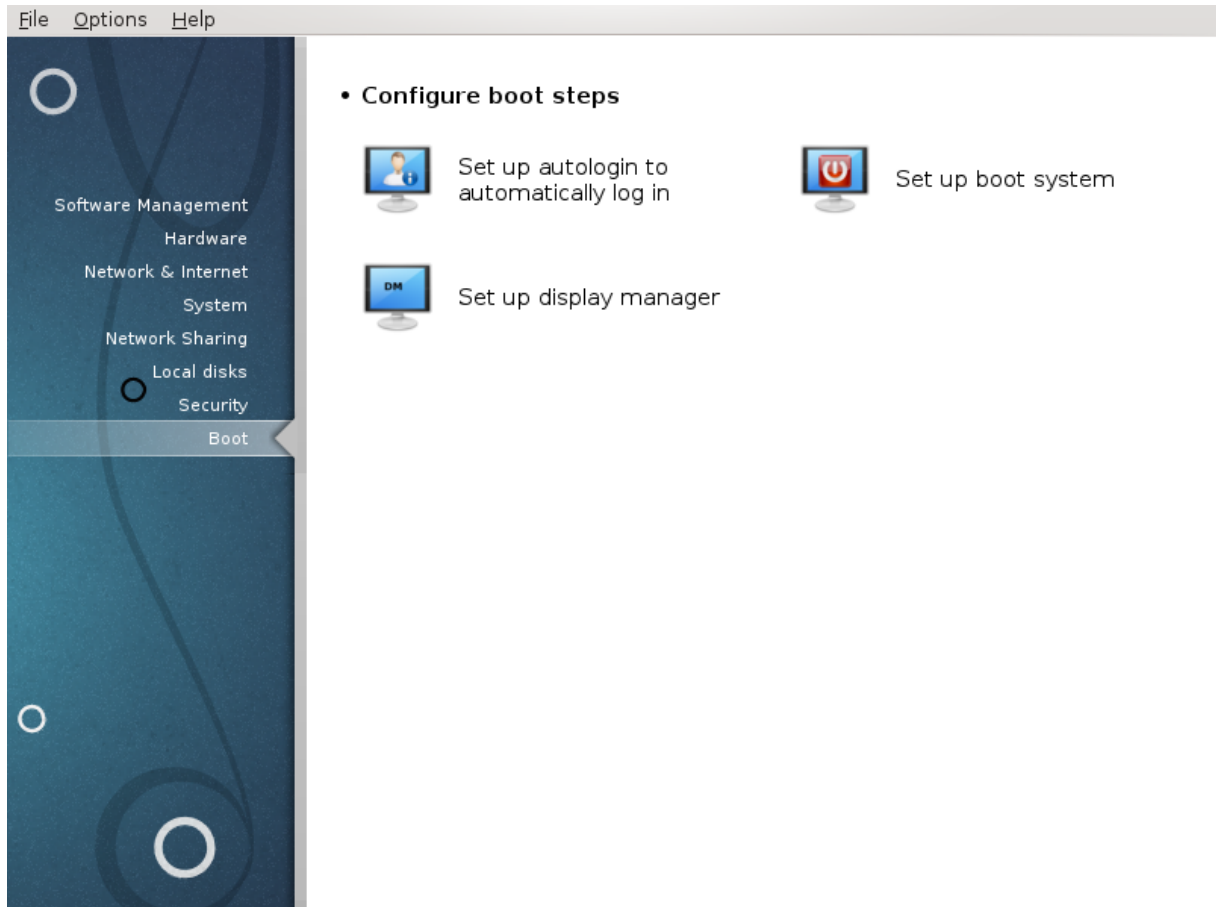 File Options Help
Software Management
Hardware
Network & Internet
System
Network Sharing
Local disks
Security
Boot
• Configure boot steps
Set up autologin to
automatically log in
Set up boot system
DM
Set up display manager